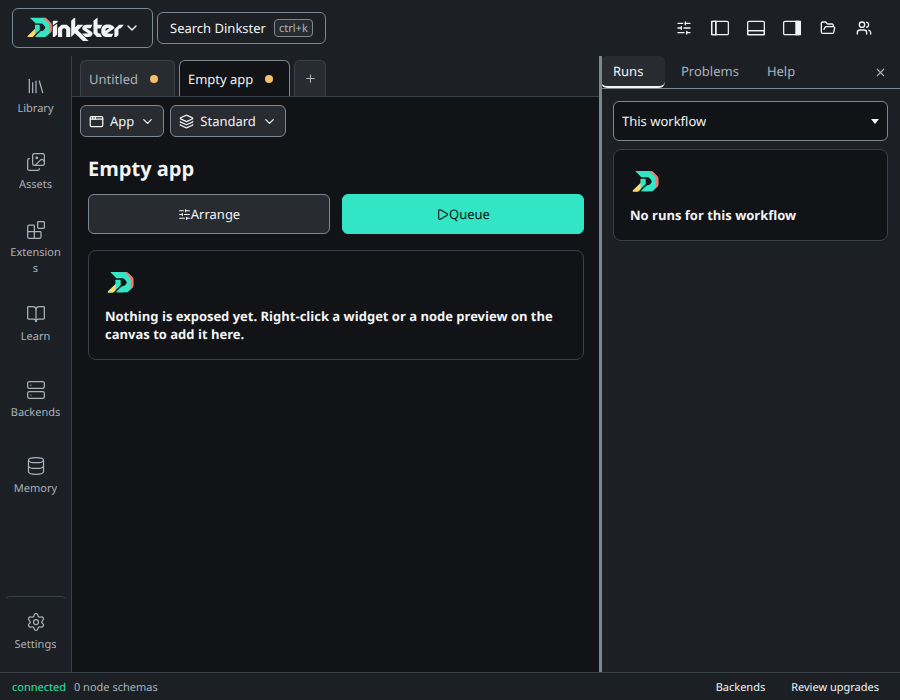 Dinkster
Search Dinkster ctrl+k
Library
Assets
Extension
s
Learn
Backends
Memory
Settings
Untitled
Empty app
+
App
Standard
Empty app
Arrange
Queue
Nothing is exposed yet. Right-click a widget or a node preview on the
canvas to add it here.
Runs Problems Help ×
This workflow
No runs for this workflow
connected 0 node schemas
Backends Review upgrades